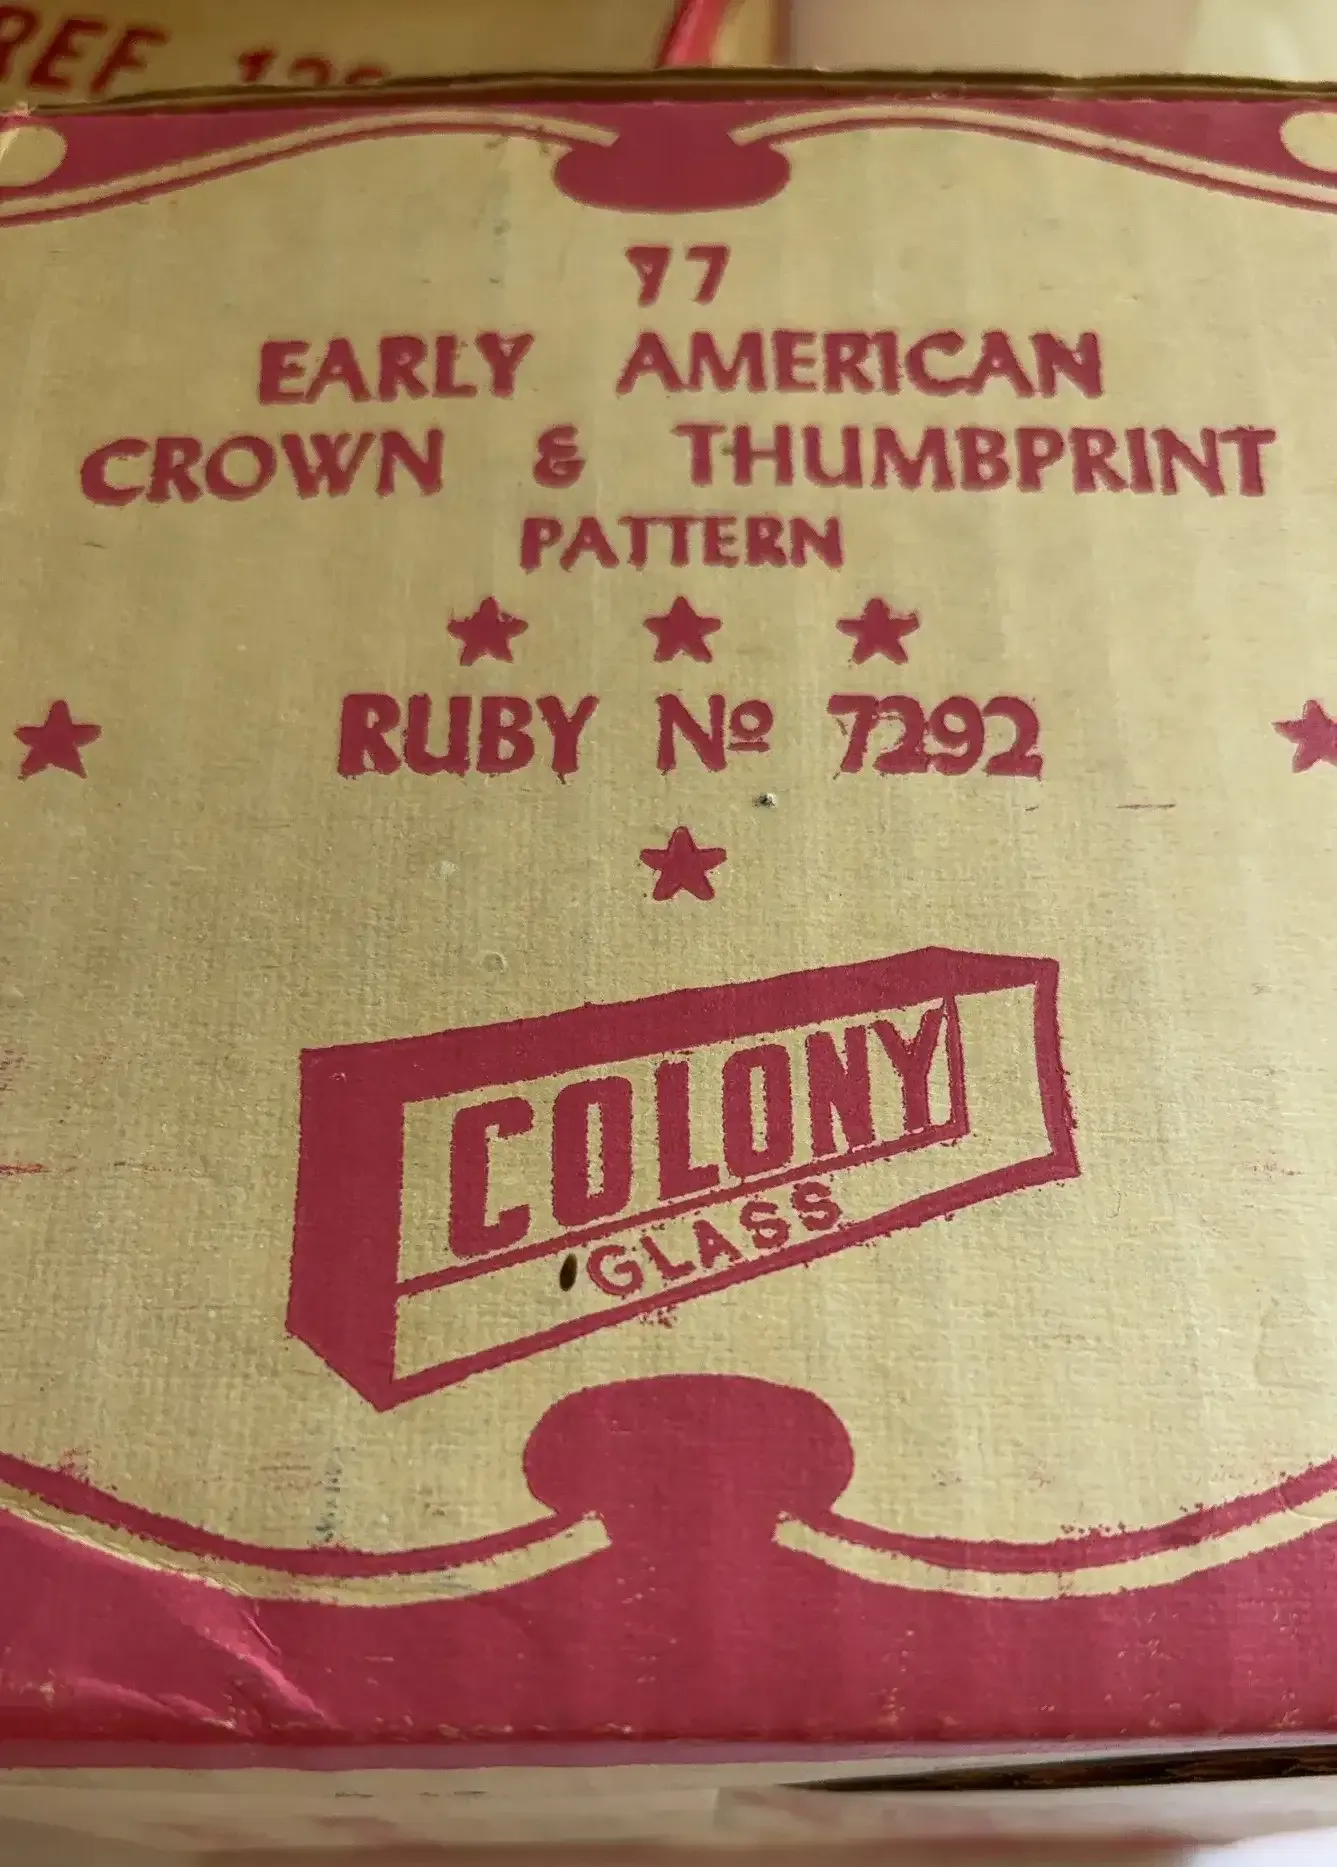 77
EARLY AMERICAN
CROWN & THUMBPRINT
PATTERN
RUBY Nº 7292
COLONY
GLASS